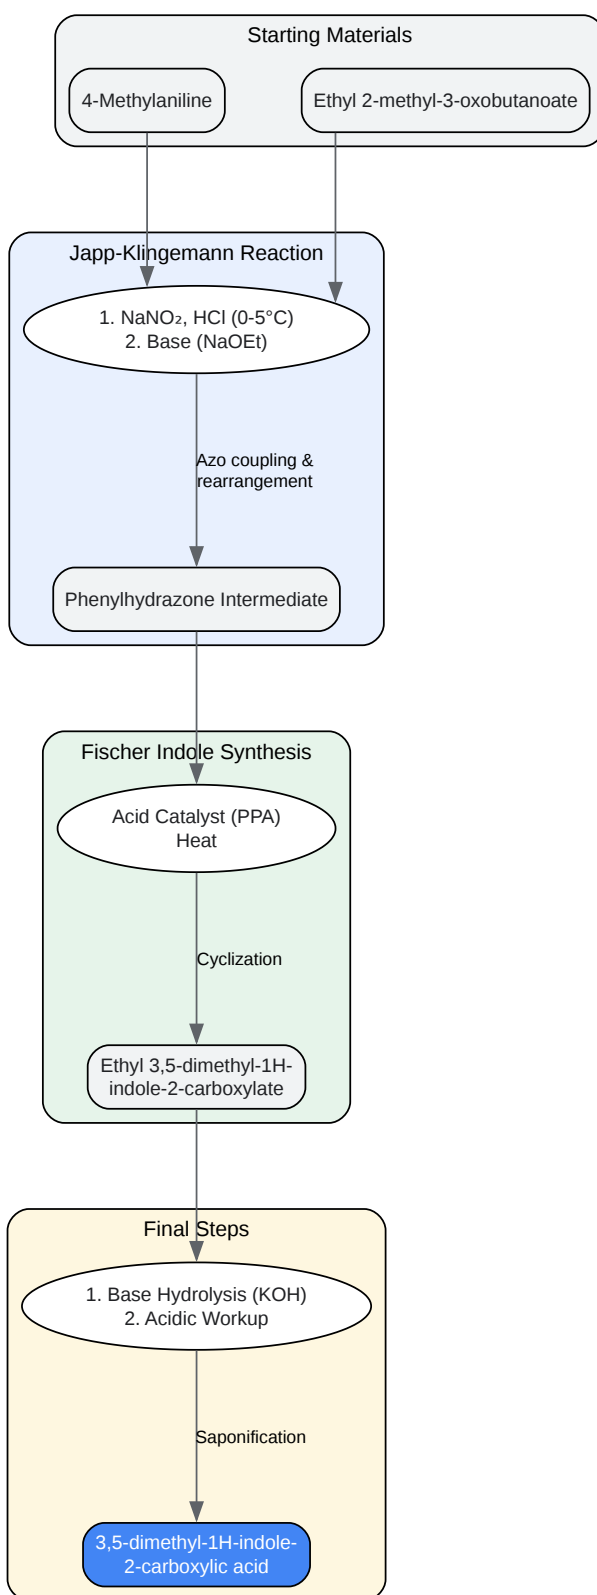 Starting Materials
4-Methylaniline
Ethyl 2-methyl-3-oxobutanoate
Japp-Klingemann Reaction
1. NaNO₂, HCl (0-5°C)
2. Base (NaOEt)
Azo coupling &
rearrangement
Phenylhydrazone Intermediate
Fischer Indole Synthesis
Acid Catalyst (PPA)
Heat
Cyclization
Ethyl 3,5-dimethyl-1H-
indole-2-carboxylate
Final Steps
1. Base Hydrolysis (KOH)
2. Acidic Workup
Saponification
3,5-dimethyl-1H-indole-
2-carboxylic acid